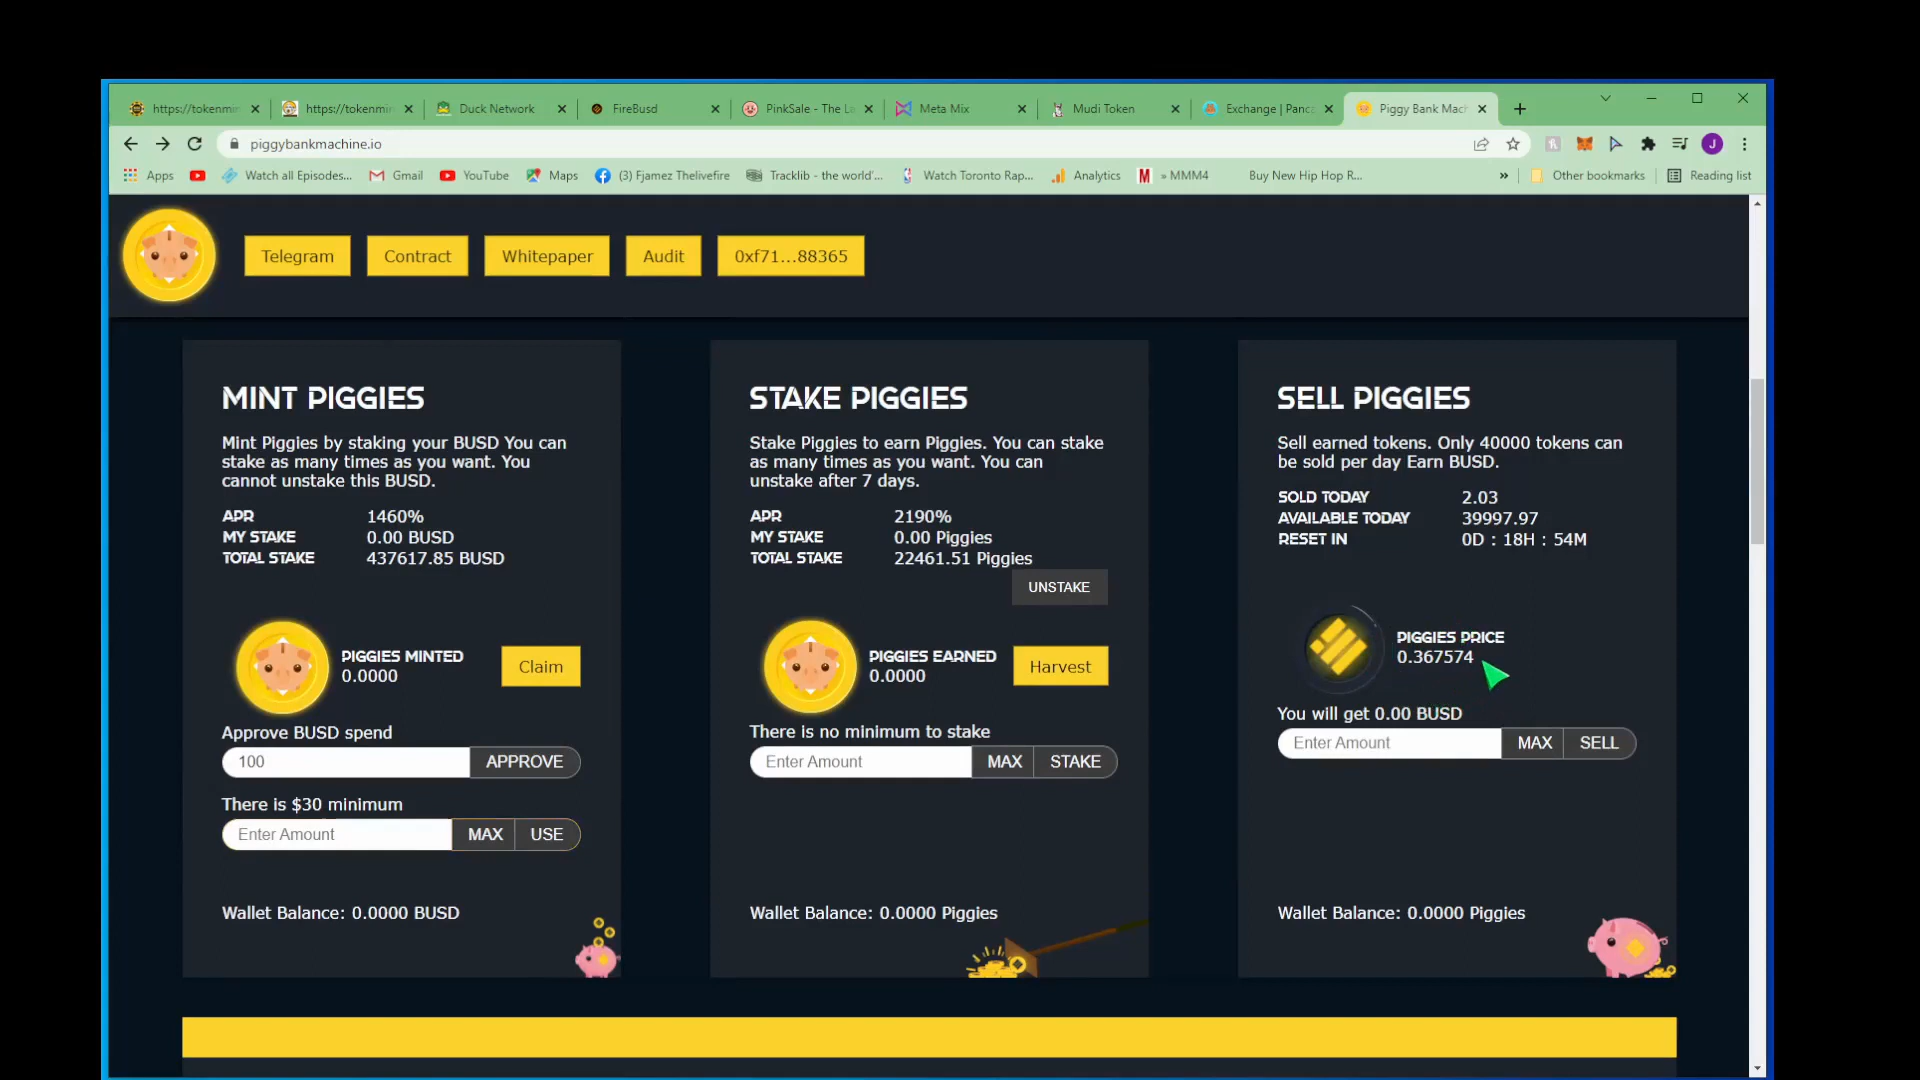 https://tokenmin
https://tokenmin
Duck Network
FireBusd
PinkSale - The La
Meta Mix
Mudi Token
Exchange | Panca
Piggy Bank Mach
piggybankmachine.io
J
Apps
Watch all Episodes...
Gmail
YouTube
Maps
(3) Fjamez Thelivefire
Tracklib - the world'...
Watch Toronto Rap...
Analytics
M » MMM4
Buy New Hip Hop R...
»
Other bookmarks
Reading list
Telegram
Contract
Whitepaper
Audit
0xf71...88365
MINT PIGGIES
Mint Piggies by staking your BUSD You can
stake as many times as you want. You
cannot unstake this BUSD.
APR 1460%
MY STAKE 0.00 BUSD
TOTAL STAKE 437617.85 BUSD
PIGGIES MINTED
0.0000
Claim
Approve BUSD spend
100 APPROVE
There is $30 minimum
Enter Amount MAX USE
Wallet Balance: 0.0000 BUSD
STAKE PIGGIES
Stake Piggies to earn Piggies. You can stake
as many times as you want. You can
unstake after 7 days.
APR 2190%
MY STAKE 0.00 Piggies
TOTAL STAKE 22461.51 Piggies
UNSTAKE
PIGGIES EARNED
0.0000
Harvest
There is no minimum to stake
Enter Amount MAX STAKE
Wallet Balance: 0.0000 Piggies
SELL PIGGIES
Sell earned tokens. Only 40000 tokens can
be sold per day Earn BUSD.
SOLD TODAY 2.03
AVAILABLE TODAY 39997.97
RESET IN 0D : 18H : 54M
PIGGIES PRICE
0.367574
You will get 0.00 BUSD
Enter Amount MAX SELL
Wallet Balance: 0.0000 Piggies